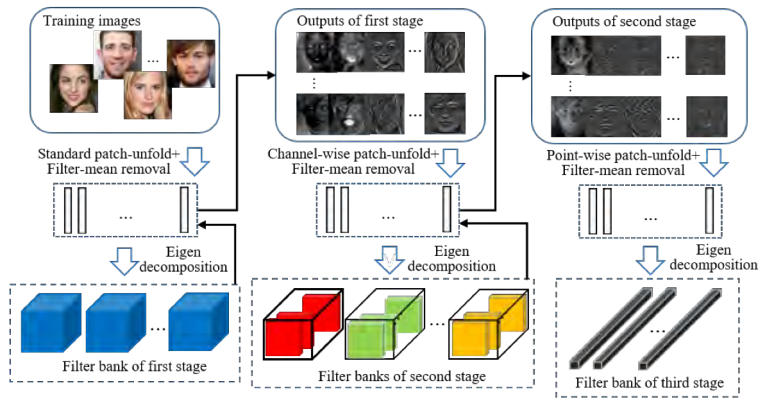 Training images
...
Outputs of first stage
...
...
Outputs of second stage
...
...
Standard patch-unfold+
Filter-mean removal
Channel-wise patch-unfold+
Filter-mean removal
Point-wise patch-unfold+
Filter-mean removal
...
...
...
Eigen
decomposition
Eigen
decomposition
Eigen
decomposition
...
...
...
Filter bank of first stage
Filter banks of second stage
Filter bank of third stage